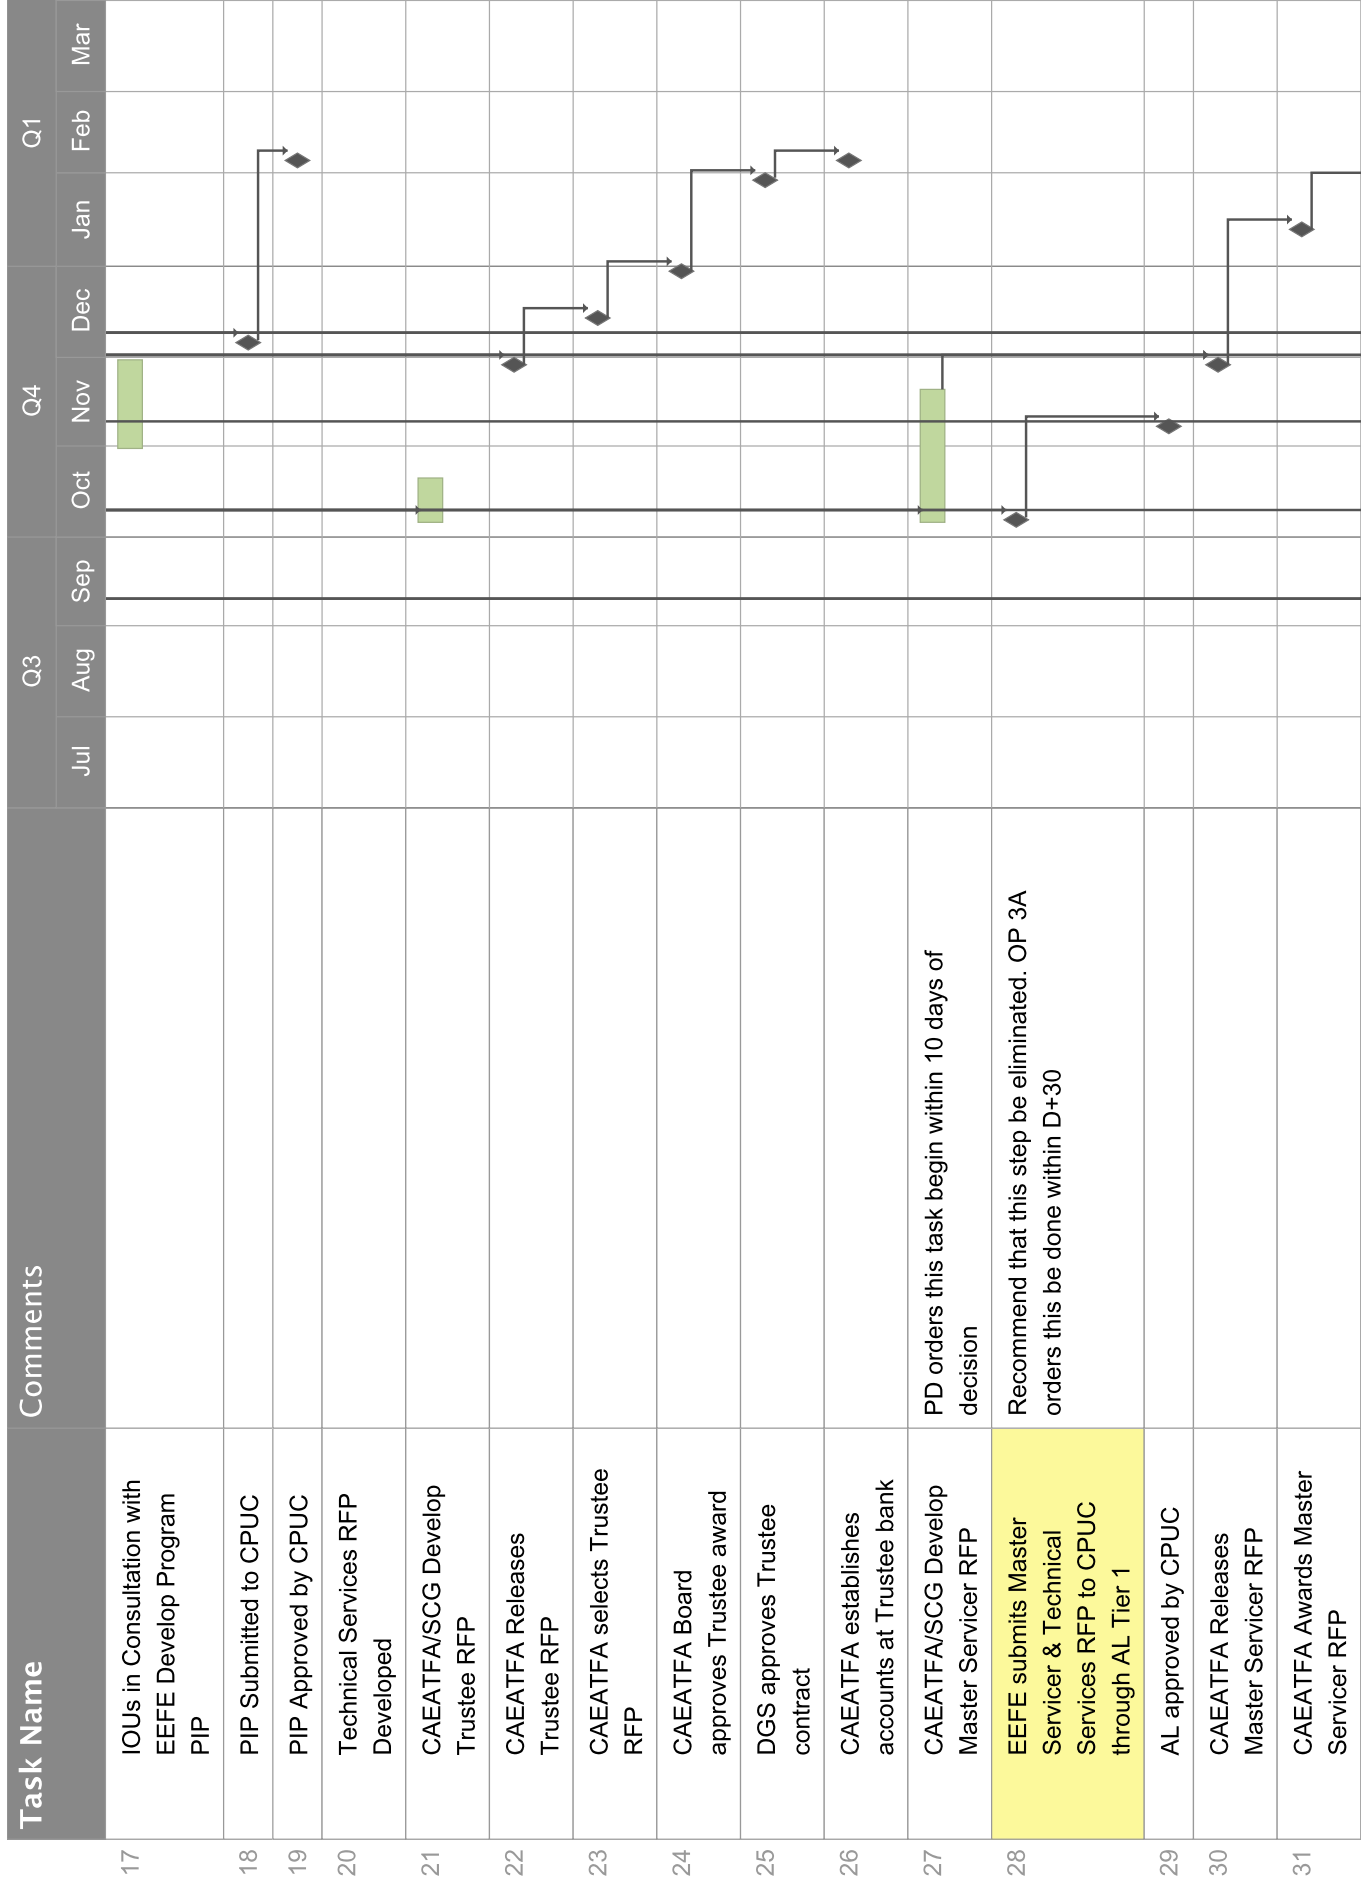 Task Name
Comments
Q3
Q4
Q1
Jul
Aug
Sep
Oct
Nov
Dec
Jan
Feb
Mar
17
IOUs in Consultation with
EEFE Develop Program
PIP
18
PIP Submitted to CPUC
19
PIP Approved by CPUC
20
Technical Services RFP
Developed
21
CAEATFA/SCG Develop
Trustee RFP
22
CAEATFA Releases
Trustee RFP
23
CAEATFA selects Trustee
RFP
24
CAEATFA Board
approves Trustee award
25
DGS approves Trustee
contract
26
CAEATFA establishes
accounts at Trustee bank
27
CAEATFA/SCG Develop
Master Servicer RFP
PD orders this task begin within 10 days of
decision
28
EEFE submits Master
Servicer & Technical
Services RFP to CPUC
through AL Tier 1
Recommend that this step be eliminated. OP 3A
orders this be done within D+30
29
AL approved by CPUC
30
CAEATFA Releases
Master Servicer RFP
31
CAEATFA Awards Master
Servicer RFP